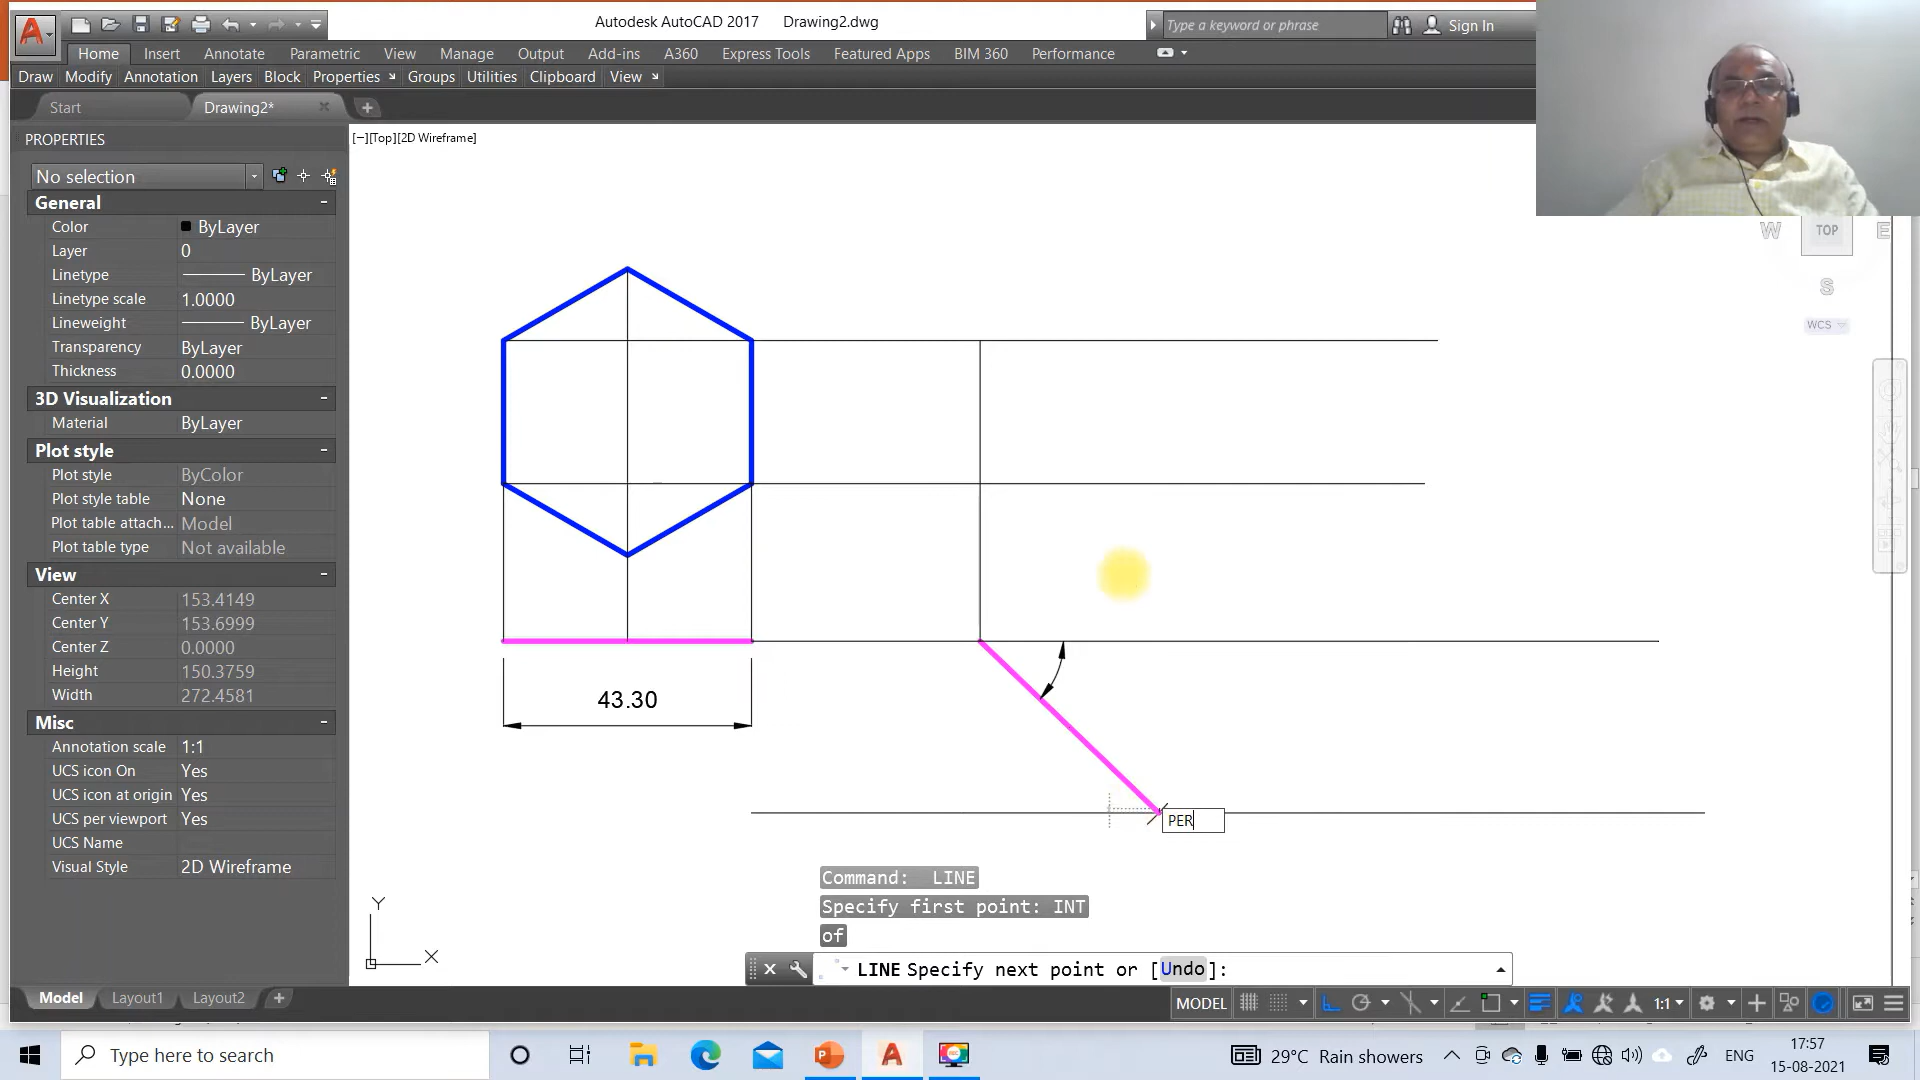 Autodesk AutoCAD 2017 Drawing2.dwg
Type a keyword or phrase
Sign In
Home Insert Annotate Parametric View Manage Output Add-ins A360 Express Tools Featured Apps BIM 360 Performance
Draw Modify Annotation Layers Block Properties Groups Utilities Clipboard View
Start Drawing2*
PROPERTIES
[−][Top][2D Wireframe]
No selection
General
Color ByLayer
Layer 0
Linetype ByLayer
Linetype scale 1.0000
Lineweight ByLayer
Transparency ByLayer
Thickness 0.0000
3D Visualization
Material ByLayer
Plot style
Plot style ByColor
Plot style table None
Plot table attach... Model
Plot table type Not available
View
Center X 153.4149
Center Y 153.6999
Center Z 0.0000
Height 150.3759
Width 272.4581
Misc
Annotation scale 1:1
UCS icon On Yes
UCS icon at origin Yes
UCS per viewport Yes
UCS Name
Visual Style 2D Wireframe
W TOP E
S
WCS
43.30
PER
Y
X
Command: LINE
Specify first point: INT
of
LINE Specify next point or [Undo]:
Model Layout1 Layout2
MODEL
1:1
Type here to search
29°C Rain showers
ENG
17:57
15-08-2021